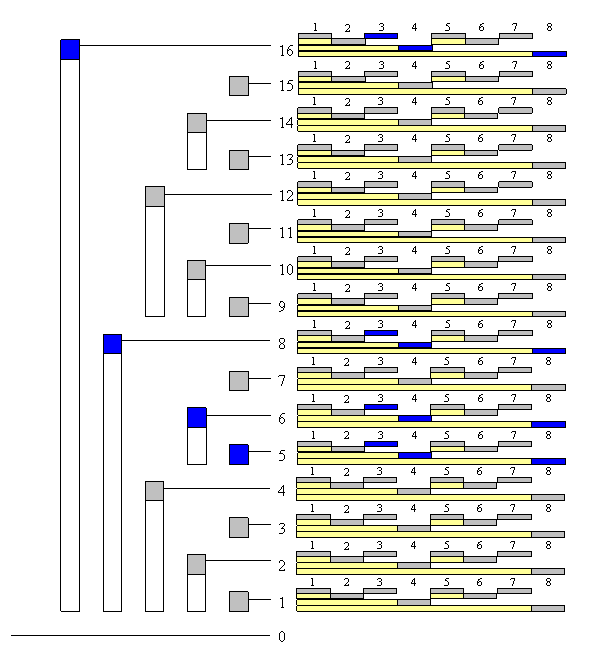 16 1 2 3 4 5 6 7 8
15 1 2 3 4 5 6 7 8
14 1 2 3 4 5 6 7 8
13 1 2 3 4 5 6 7 8
12 1 2 3 4 5 6 7 8
11 1 2 3 4 5 6 7 8
10 1 2 3 4 5 6 7 8
9 1 2 3 4 5 6 7 8
8 1 2 3 4 5 6 7 8
7 1 2 3 4 5 6 7 8
6 1 2 3 4 5 6 7 8
5 1 2 3 4 5 6 7 8
4 1 2 3 4 5 6 7 8
3 1 2 3 4 5 6 7 8
2 1 2 3 4 5 6 7 8
1 1 2 3 4 5 6 7 8
0